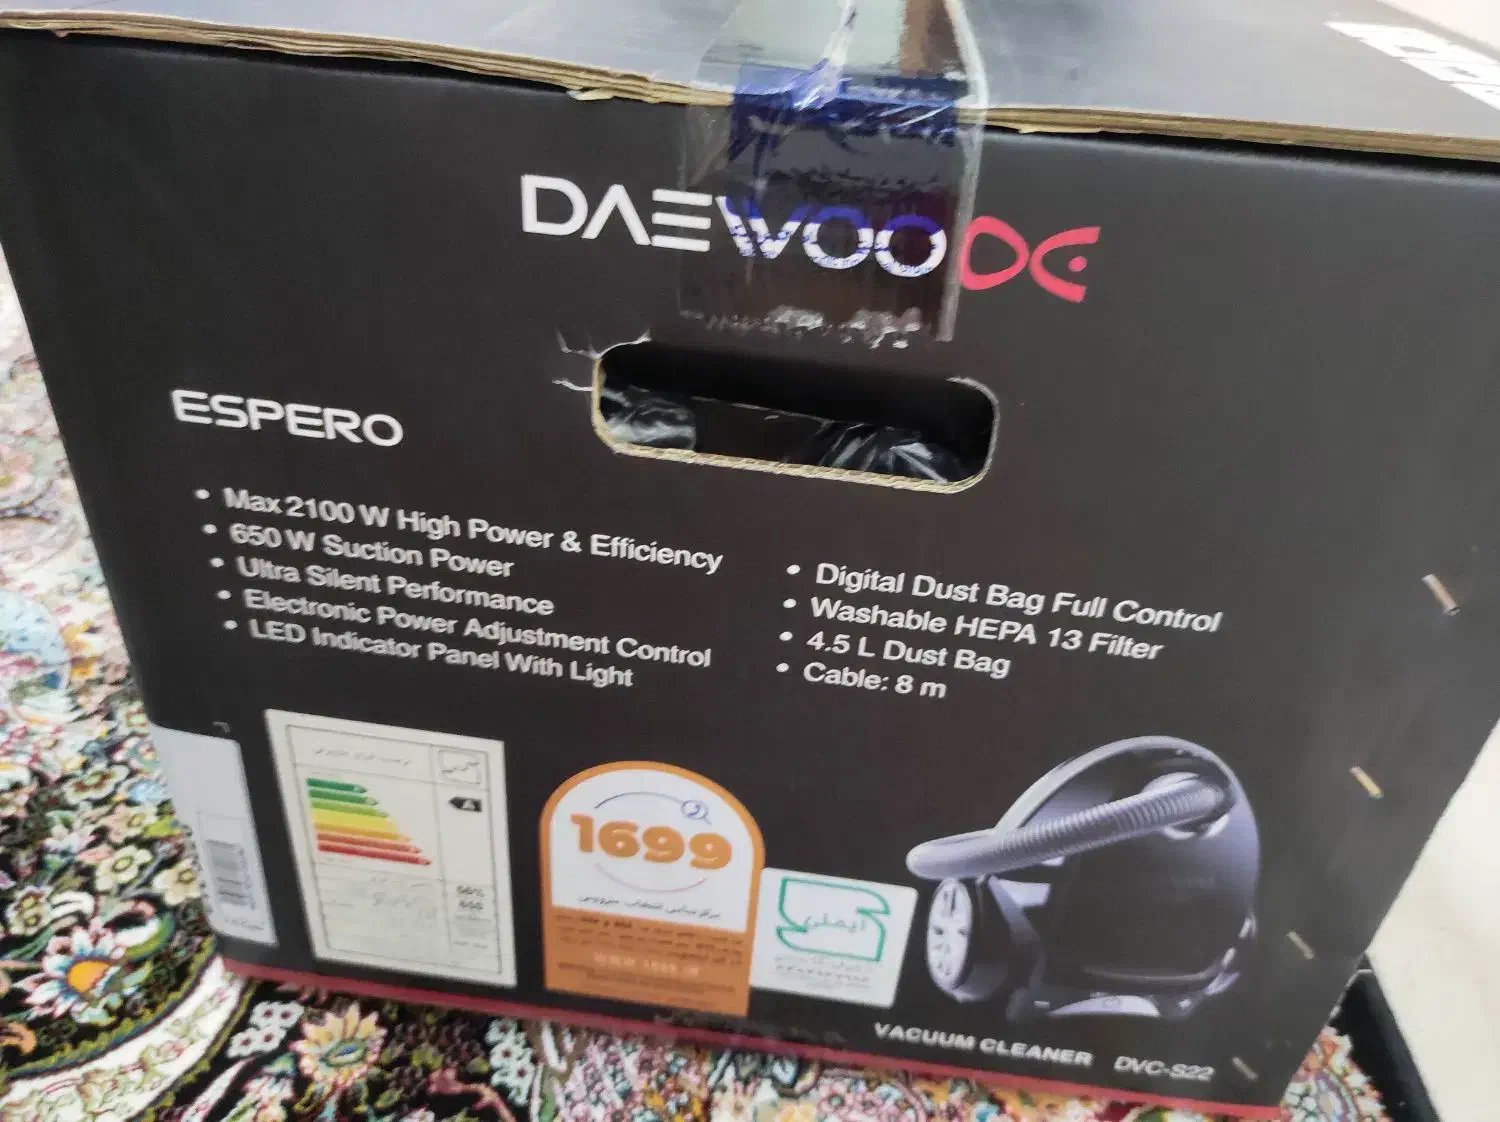 DAEWOO
ESPERO
• Max 2100 W High Power & Efficiency
• 650 W Suction Power
• Ultra Silent Performance
• Electronic Power Adjustment Control
• LED Indicator Panel With Light
• Digital Dust Bag Full Control
• Washable HEPA 13 Filter
• 4.5 L Dust Bag
• Cable: 8 m
A
1699
ایمنی
VACUUM CLEANER DVC-S22